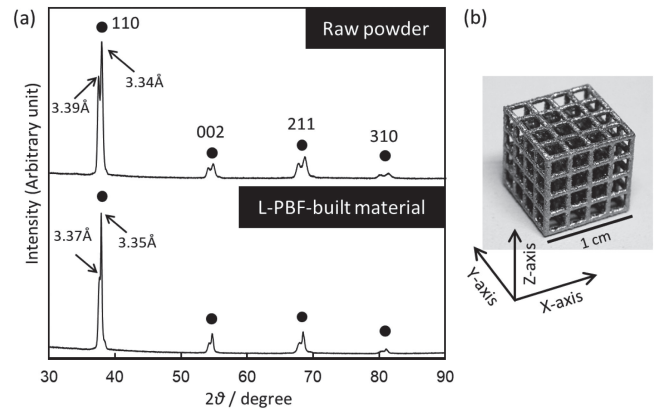 (a)
110
Raw powder
3.39Å
3.34Å
002
211
310
L-PBF-built material
3.37Å
3.35Å
Intensity (Arbitrary unit)
30 40 50 60 70 80 90
2ϑ / degree
(b)
1 cm
Z-axis
Y-axis
X-axis